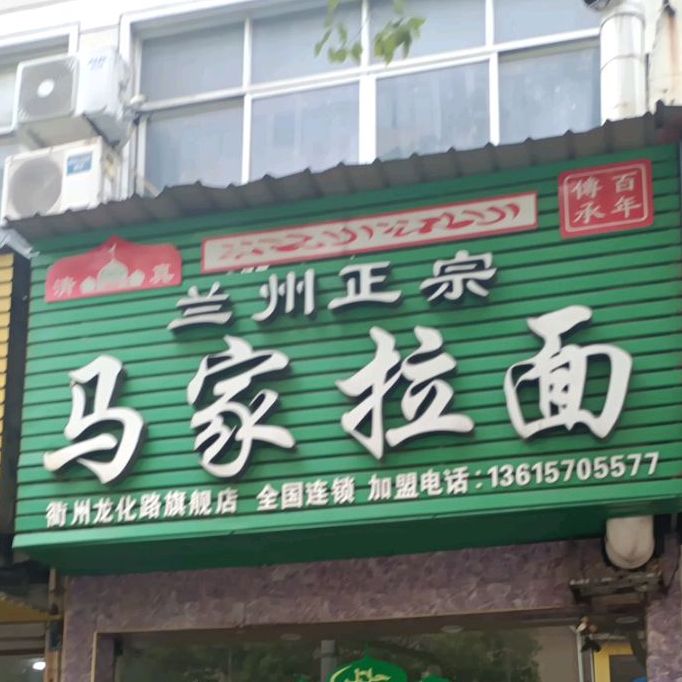 百年
傳承
清真
兰州正宗
马家拉面
衢州龙化路旗舰店 全国连锁 加盟电话:13615705577